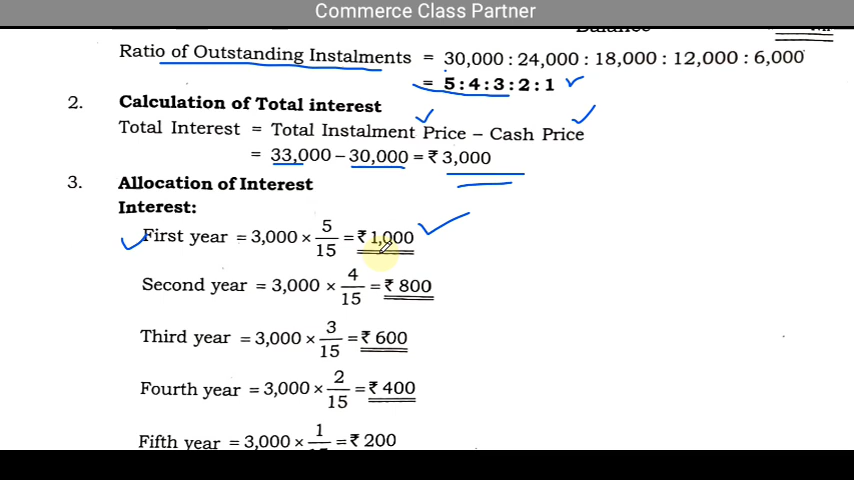 Commerce Class Partner
Balance
Ratio of Outstanding Instalments = 30,000 : 24,000 : 18,000 : 12,000 : 6,000
= 5 : 4 : 3 : 2 : 1
2. Calculation of Total interest
Total Interest = Total Instalment Price – Cash Price
= 33,000 – 30,000 = ₹ 3,000
3. Allocation of Interest
Interest:
First year = 3,000 × 5/15 = ₹ 1,000
Second year = 3,000 × 4/15 = ₹ 800
Third year = 3,000 × 3/15 = ₹ 600
Fourth year = 3,000 × 2/15 = ₹ 400
Fifth year = 3,000 × 1/15 = ₹ 200